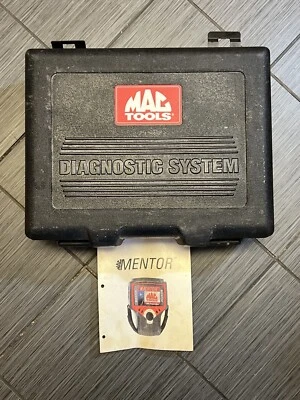 MAC
TOOLS®
DIAGNOSTIC SYSTEM
MENTOR